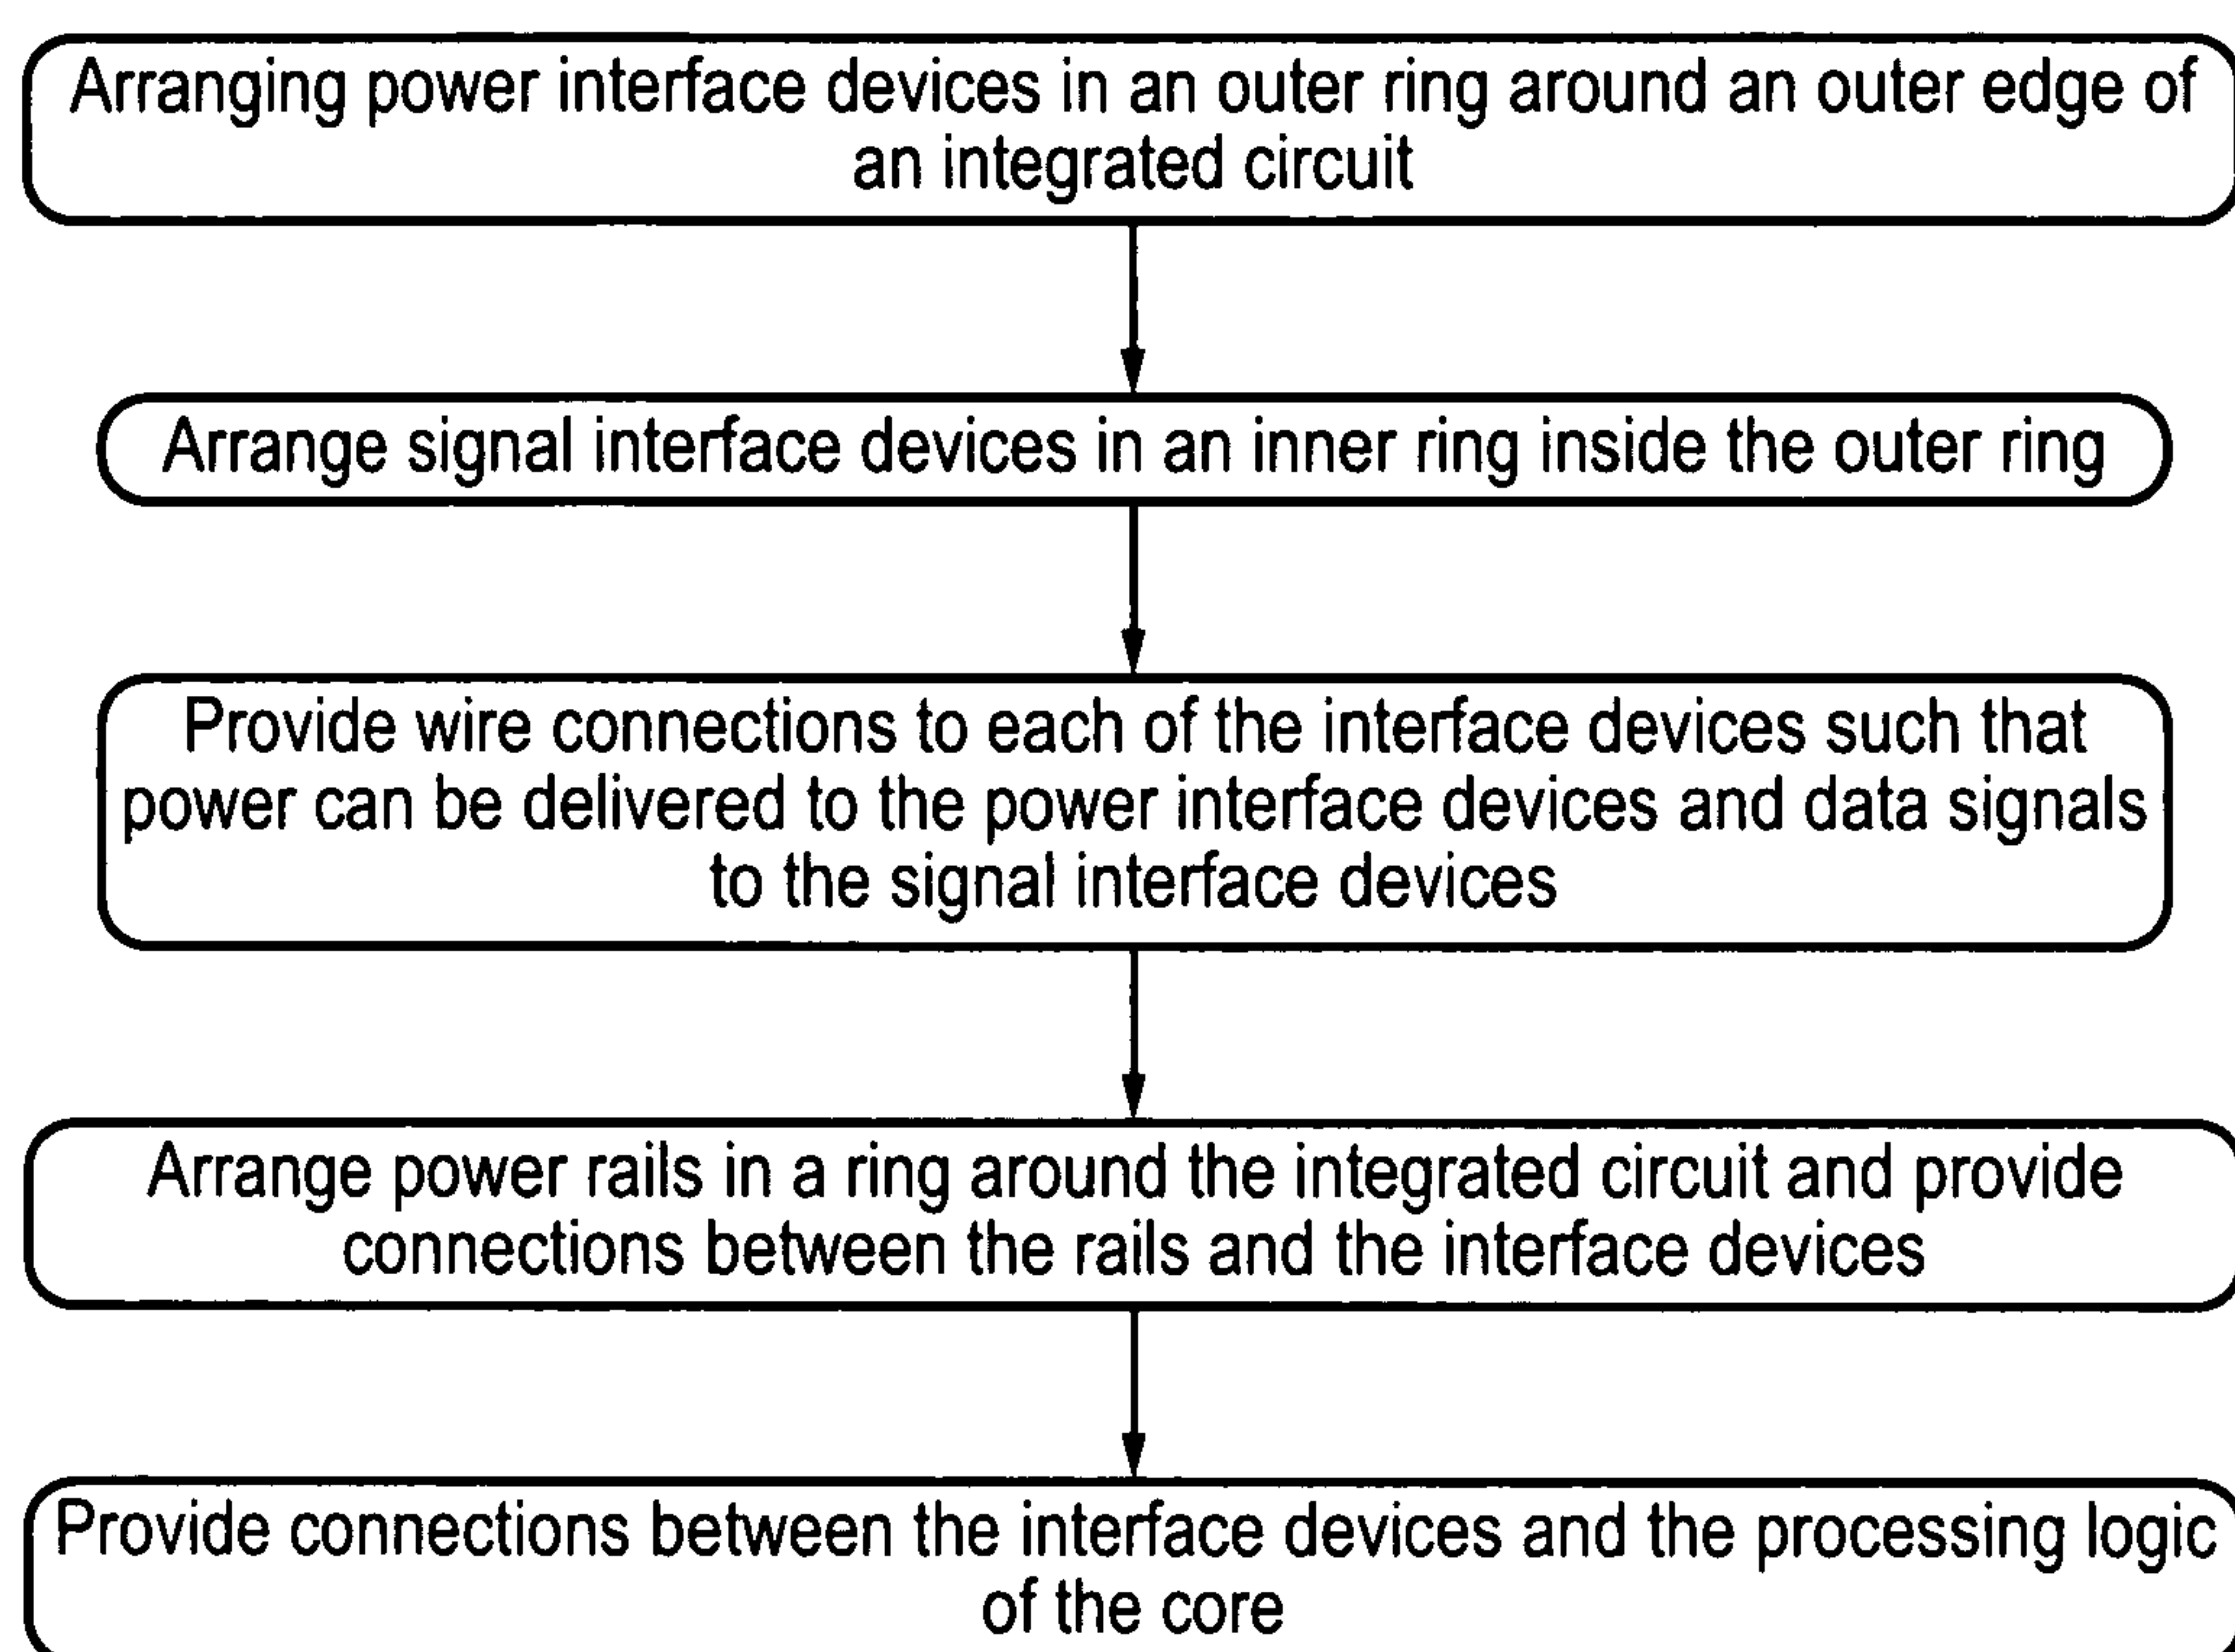 Arranging power interface devices in an outer ring around an outer edge of
an integrated circuit
Arrange signal interface devices in an inner ring inside the outer ring
Provide wire connections to each of the interface devices such that
power can be delivered to the power interface devices and data signals
to the signal interface devices
Arrange power rails in a ring around the integrated circuit and provide
connections between the rails and the interface devices
Provide connections between the interface devices and the processing logic
of the core